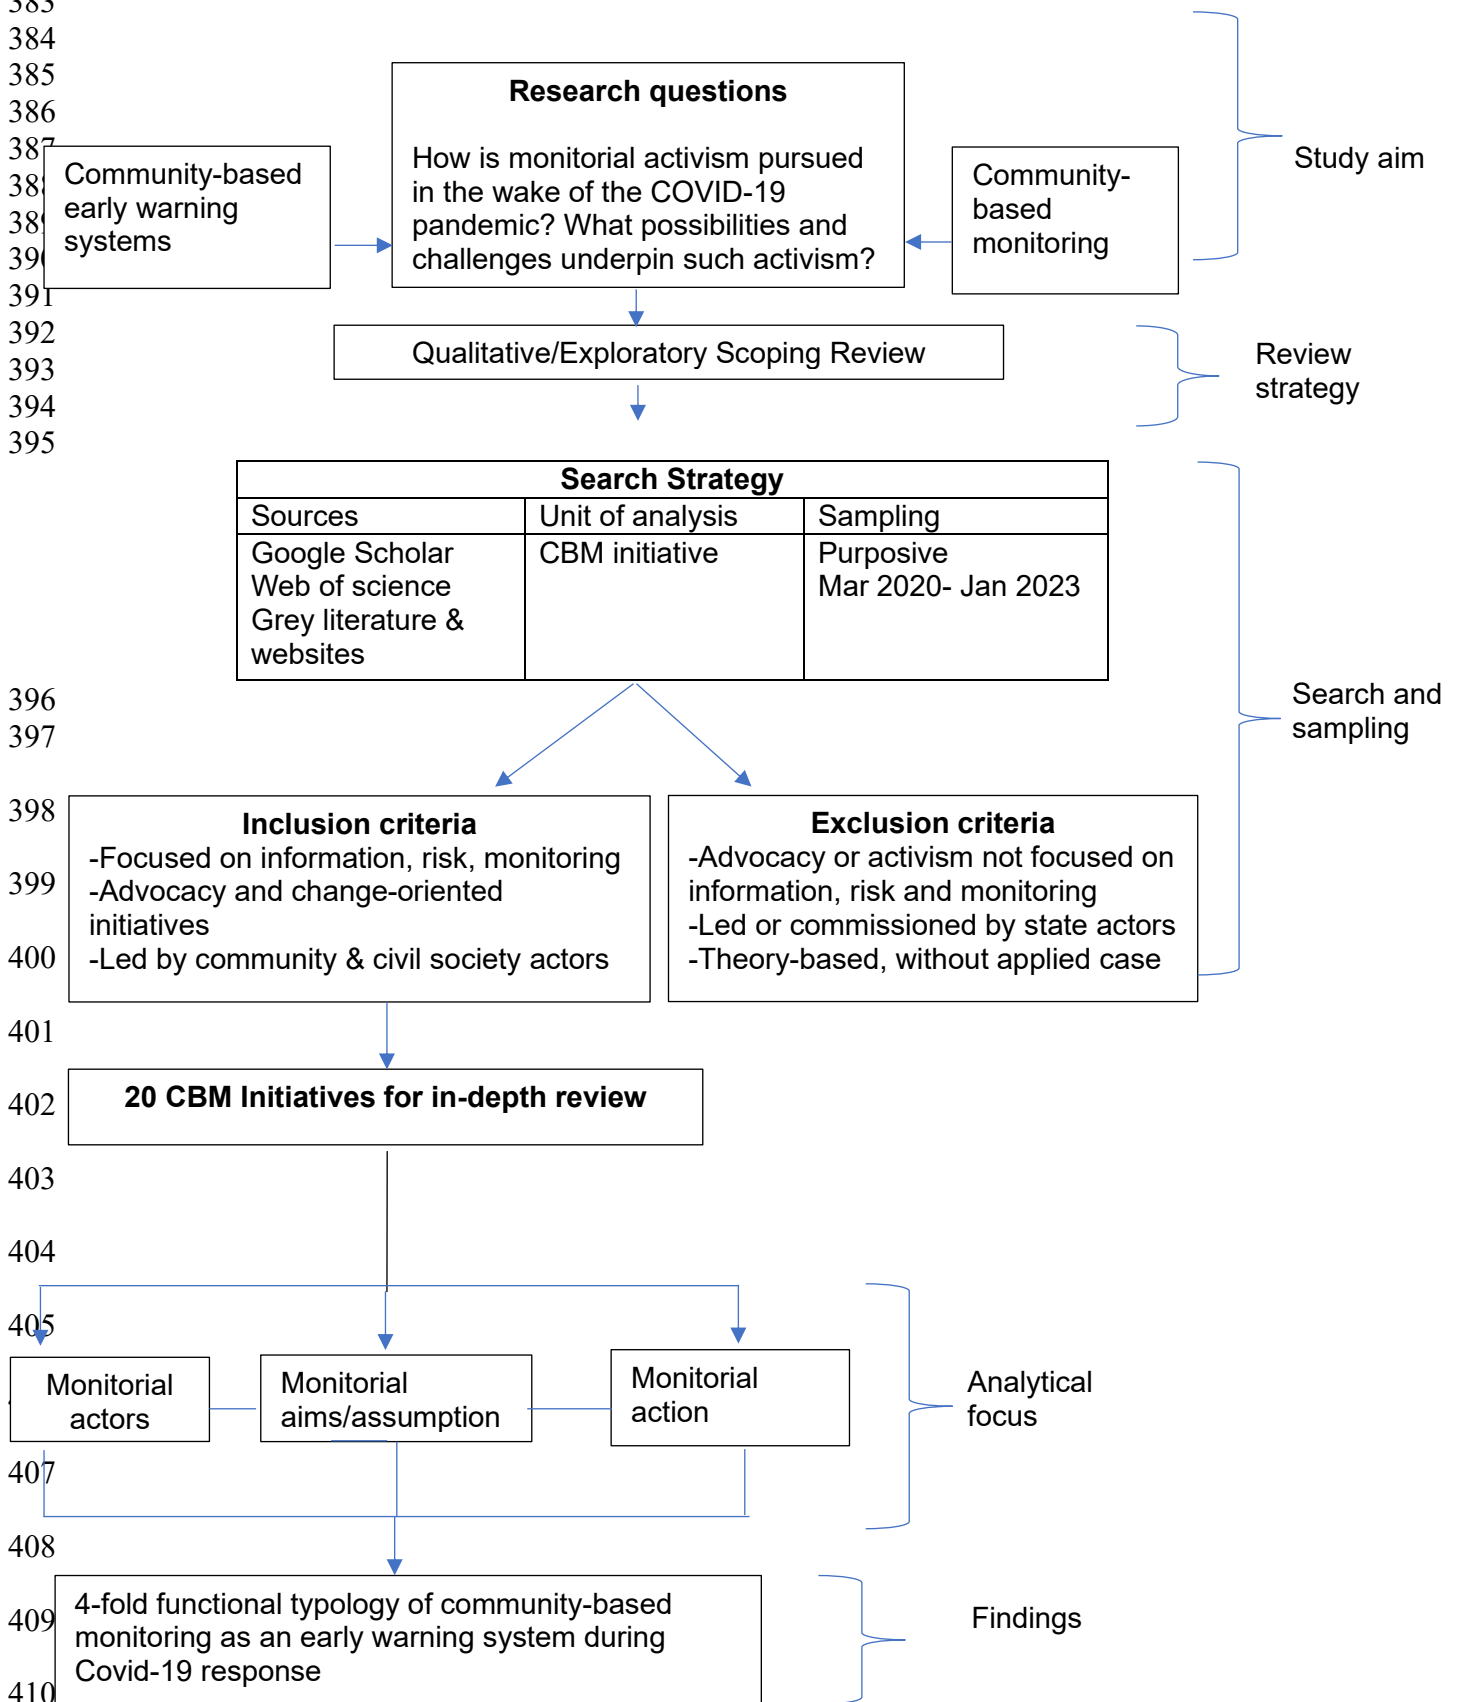 383
384
385
386
387
388
389
390
391
392
393
394
395
Research questions
How is monitorial activism pursued
in the wake of the COVID-19
pandemic? What possibilities and
challenges underpin such activism?
Community-based
early warning
systems
Community-
based
monitoring
Study aim
Qualitative/Exploratory Scoping Review
Review
strategy
Search Strategy
Sources
Unit of analysis
Sampling
Google Scholar
Web of science
Grey literature &
websites
CBM initiative
Purposive
Mar 2020- Jan 2023
396
397
Search and
sampling
398
399
400
Inclusion criteria
-Focused on information, risk, monitoring
-Advocacy and change-oriented
initiatives
-Led by community & civil society actors
Exclusion criteria
-Advocacy or activism not focused on
information, risk and monitoring
-Led or commissioned by state actors
-Theory-based, without applied case
401
402
20 CBM Initiatives for in-depth review
403
404
405
Monitorial
actors
Monitorial
aims/assumption
Monitorial
action
Analytical
focus
407
408
409
410
4-fold functional typology of community-based
monitoring as an early warning system during
Covid-19 response
Findings